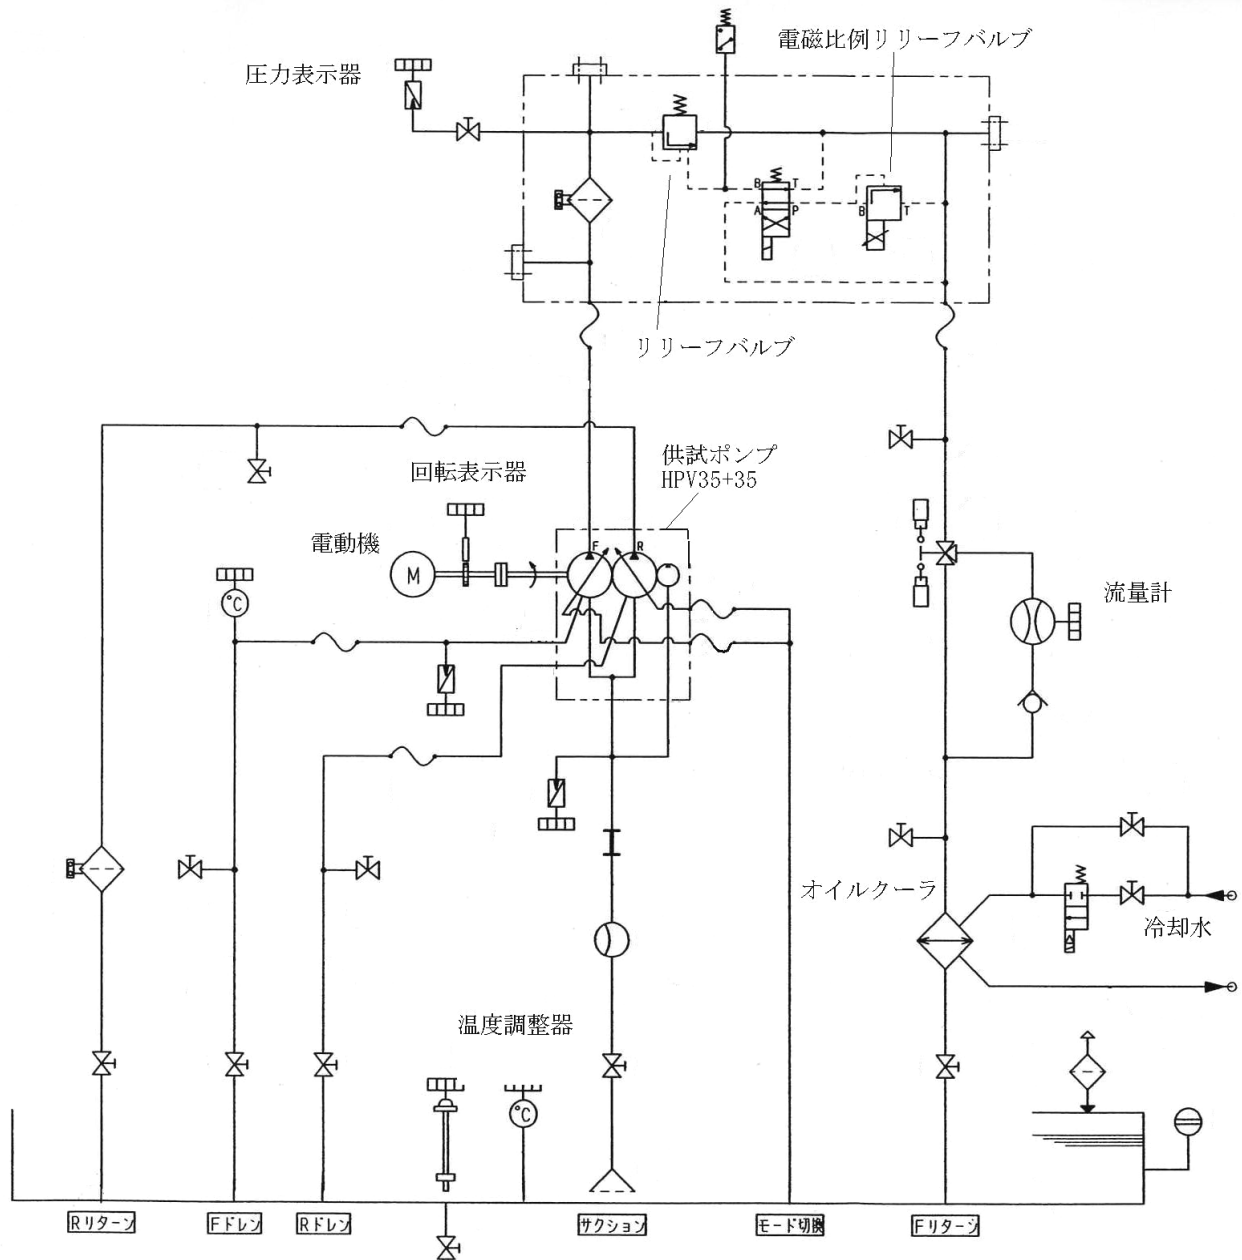 電磁比例リリーフバルブ
圧力表示器
B
T
A
P
B
T
リリーフバルブ
供試ポンプ
HPV35+35
回転表示器
電動機
F
R
M
℃
流量計
オイルクーラ
冷却水
温度調整器
℃
Rリターン
Fドレン
Rドレン
サクション
モード切換
Fリターン